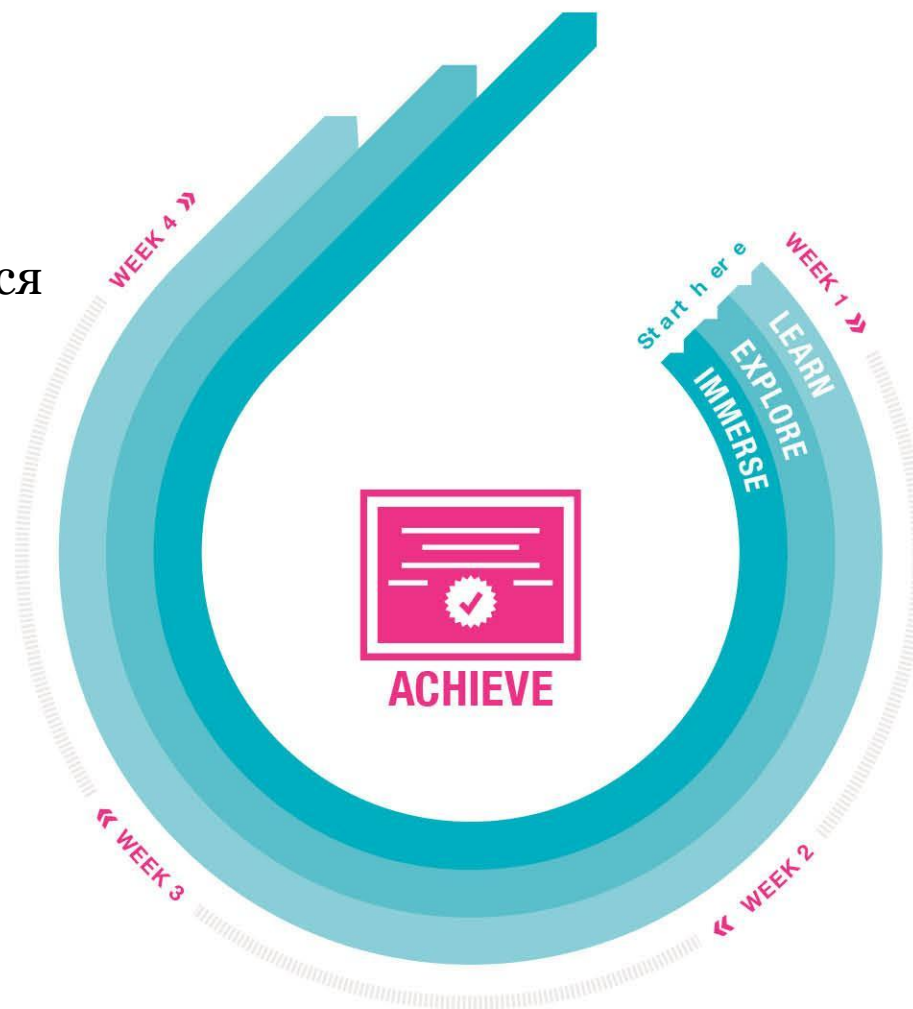 WEEK 4 »
ся
Start here
WEEK 1 »
LEARN
EXPLORE
IMMERSE
ACHIEVE
« WEEK 3
« WEEK 2